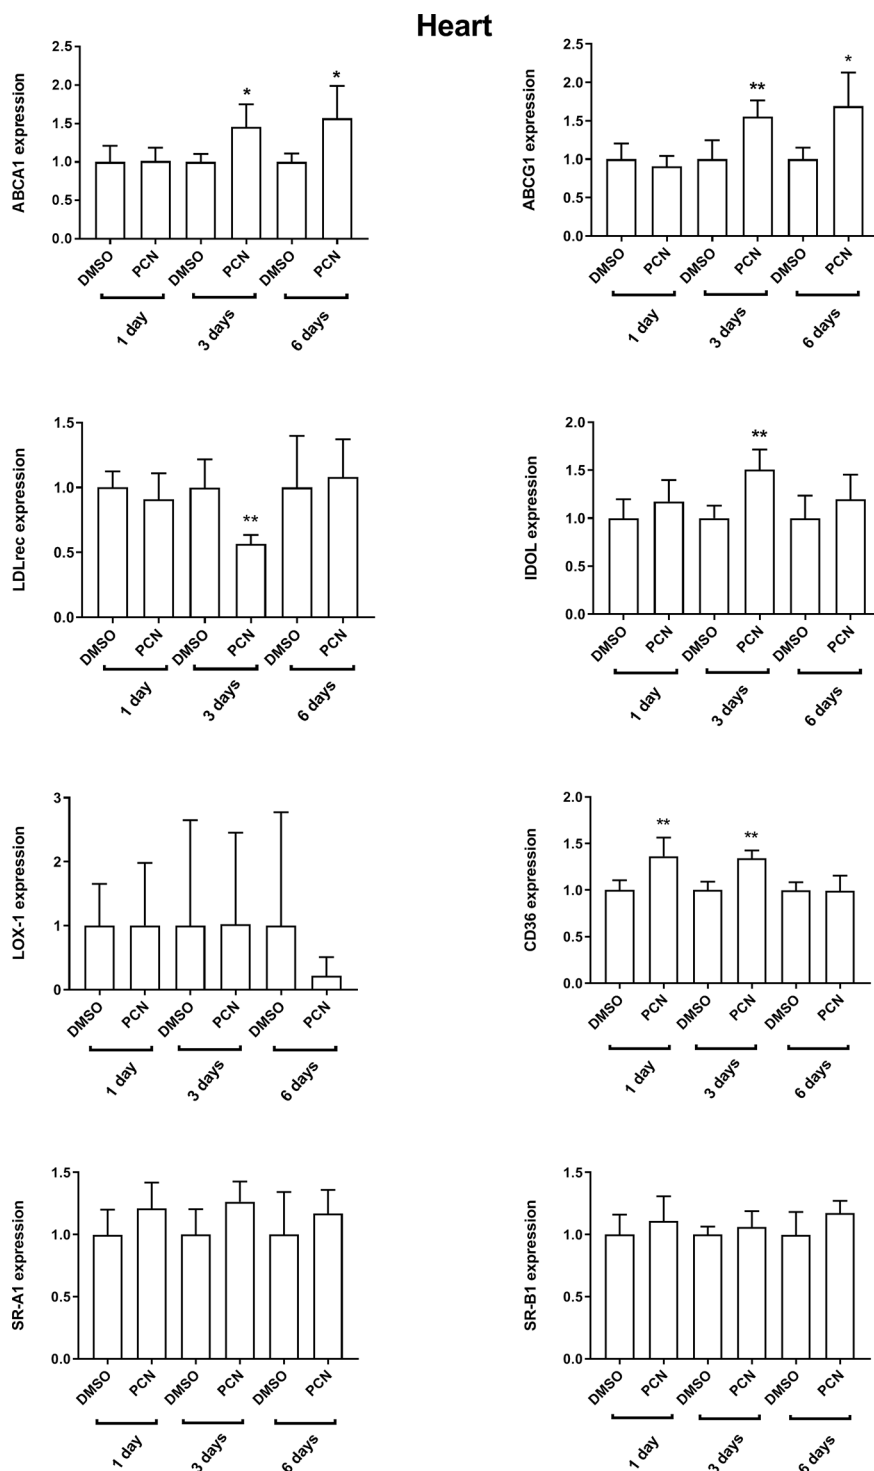 Heart
ABCA1 expression
2.5
2.0
1.5
1.0
0.5
0.0
*
*
DMSO
PCN
DMSO
PCN
DMSO
PCN
1 day
3 days
6 days
ABCG1 expression
2.5
2.0
1.5
1.0
0.5
0.0
**
*
DMSO
PCN
DMSO
PCN
DMSO
PCN
1 day
3 days
6 days
LDLrec expression
1.5
1.0
0.5
0.0
**
DMSO
PCN
DMSO
PCN
DMSO
PCN
1 day
3 days
6 days
IDOL expression
2.0
1.5
1.0
0.5
0.0
**
DMSO
PCN
DMSO
PCN
DMSO
PCN
1 day
3 days
6 days
LOX-1 expression
3
2
1
0
DMSO
PCN
DMSO
PCN
DMSO
PCN
1 day
3 days
6 days
CD36 expression
2.0
1.5
1.0
0.5
0.0
**
**
DMSO
PCN
DMSO
PCN
DMSO
PCN
1 day
3 days
6 days
SR-A1 expression
1.5
1.0
0.5
0.0
DMSO
PCN
DMSO
PCN
DMSO
PCN
1 day
3 days
6 days
SR-B1 expression
1.5
1.0
0.5
0.0
DMSO
PCN
DMSO
PCN
DMSO
PCN
1 day
3 days
6 days